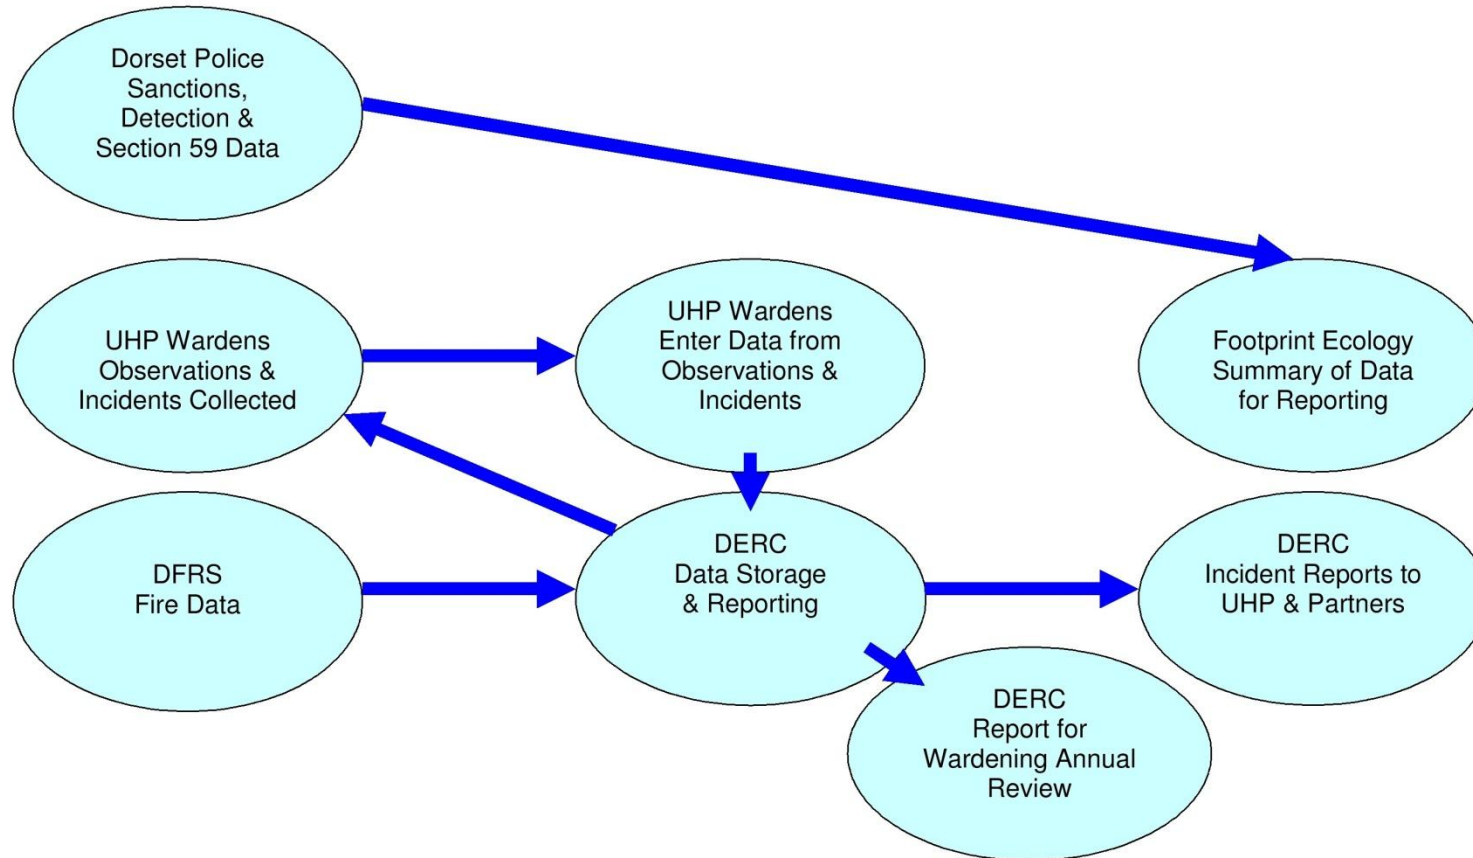 Dorset Police
Sanctions,
Detection &
Section 59 Data
UHP Wardens
Observations &
Incidents Collected
UHP Wardens
Enter Data from
Observations &
Incidents
Footprint Ecology
Summary of Data
for Reporting
DFRS
Fire Data
DERC
Data Storage
& Reporting
DERC
Incident Reports to
UHP & Partners
DERC
Report for
Wardening Annual
Review